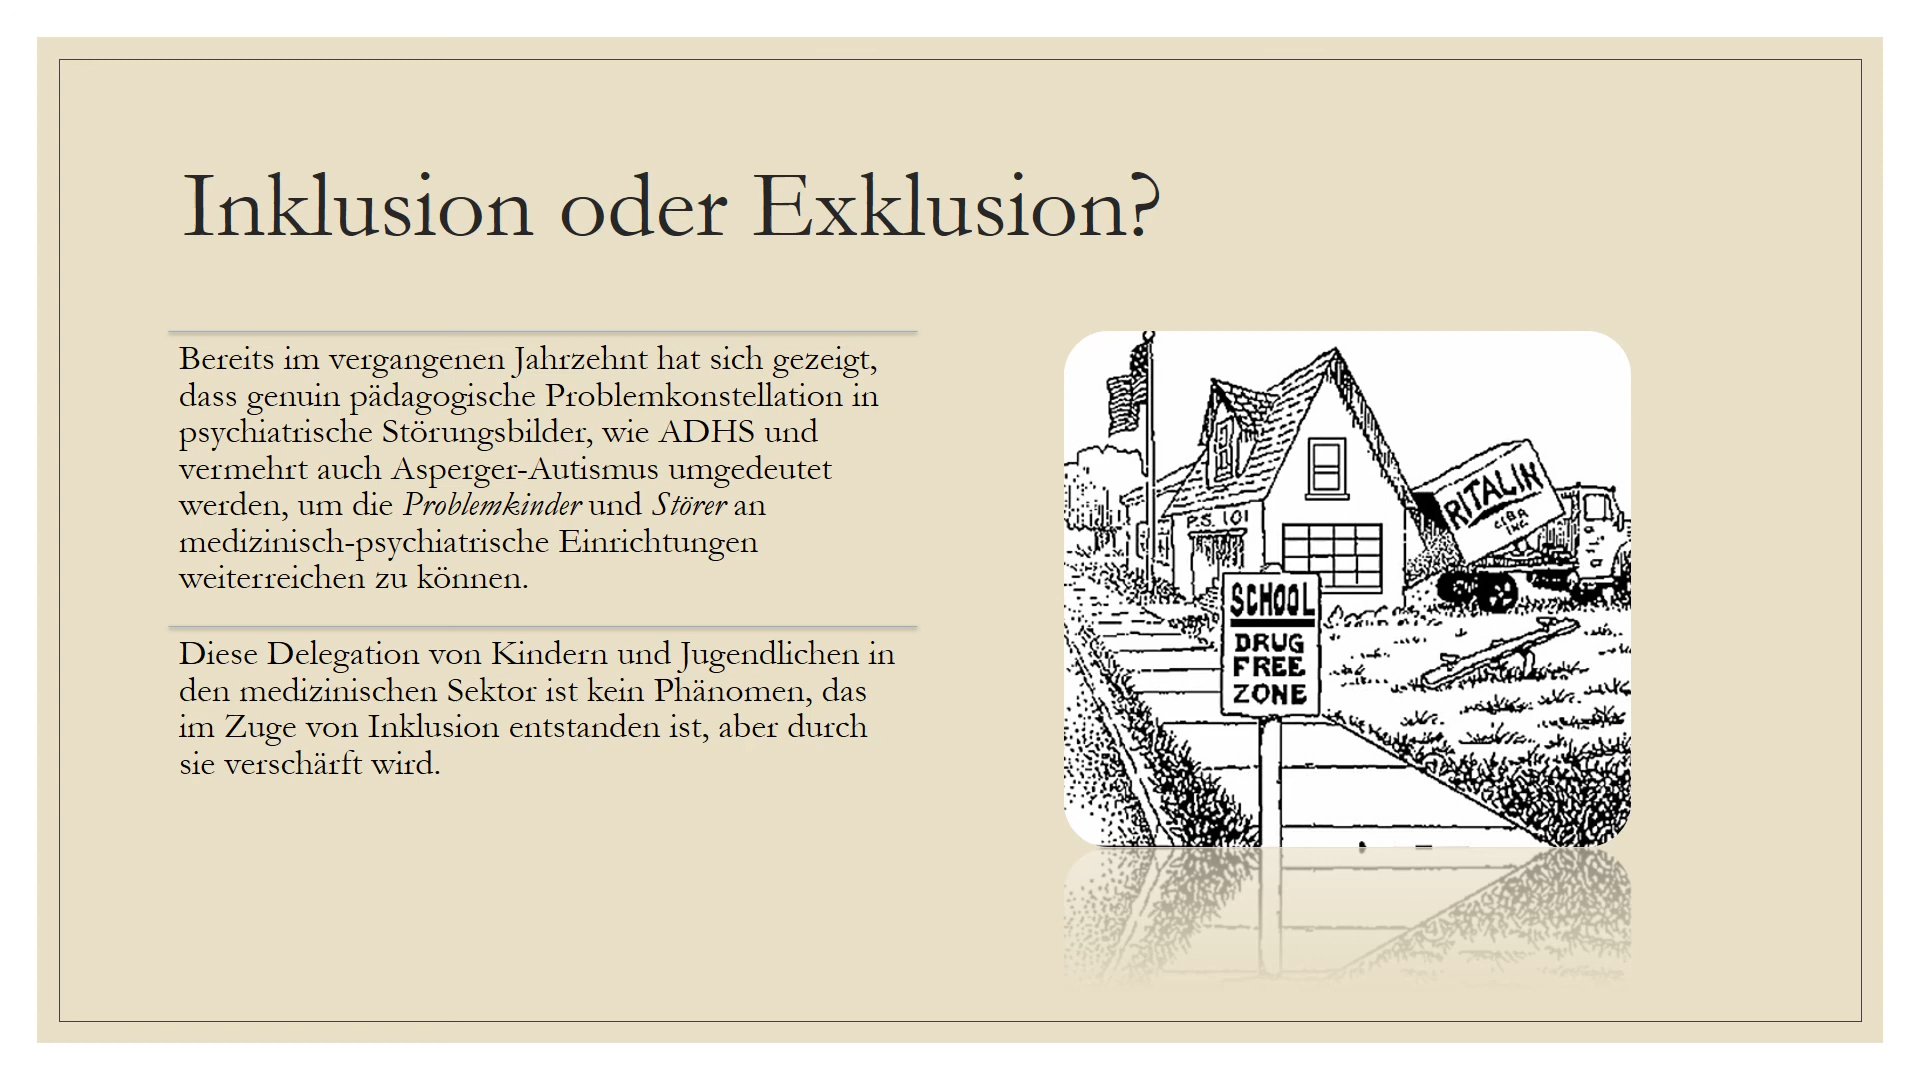 Inklusion oder Exklusion?
Bereits im vergangenen Jahrzehnt hat sich gezeigt,
dass genuin pädagogische Problemkonstellation in
psychiatrische Störungsbilder, wie ADHS und
vermehrt auch Asperger-Autismus umgedeutet
werden, um die Problemkinder und Störer an
medizinisch-psychiatrische Einrichtungen
weiterreichen zu können.
Diese Delegation von Kindern und Jugendlichen in
den medizinischen Sektor ist kein Phänomen, das
im Zuge von Inklusion entstanden ist, aber durch
sie verschärft wird.
P.S. 101
RITALIN
CIBA
INC
SCHOOL
DRUG
FREE
ZONE